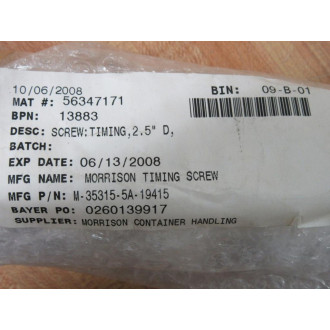 10/06/2008 BIN: 09-B-01
MAT #: 56347171
BPN: 13883
DESC: SCREW:TIMING,2.5" D,
BATCH:
EXP DATE: 06/13/2008
MFG NAME: MORRISON TIMING SCREW
MFG P/N: M-35315-5A-19415
BAYER PO: 0260139917
SUPPLIER: MORRISON CONTAINER HANDLING